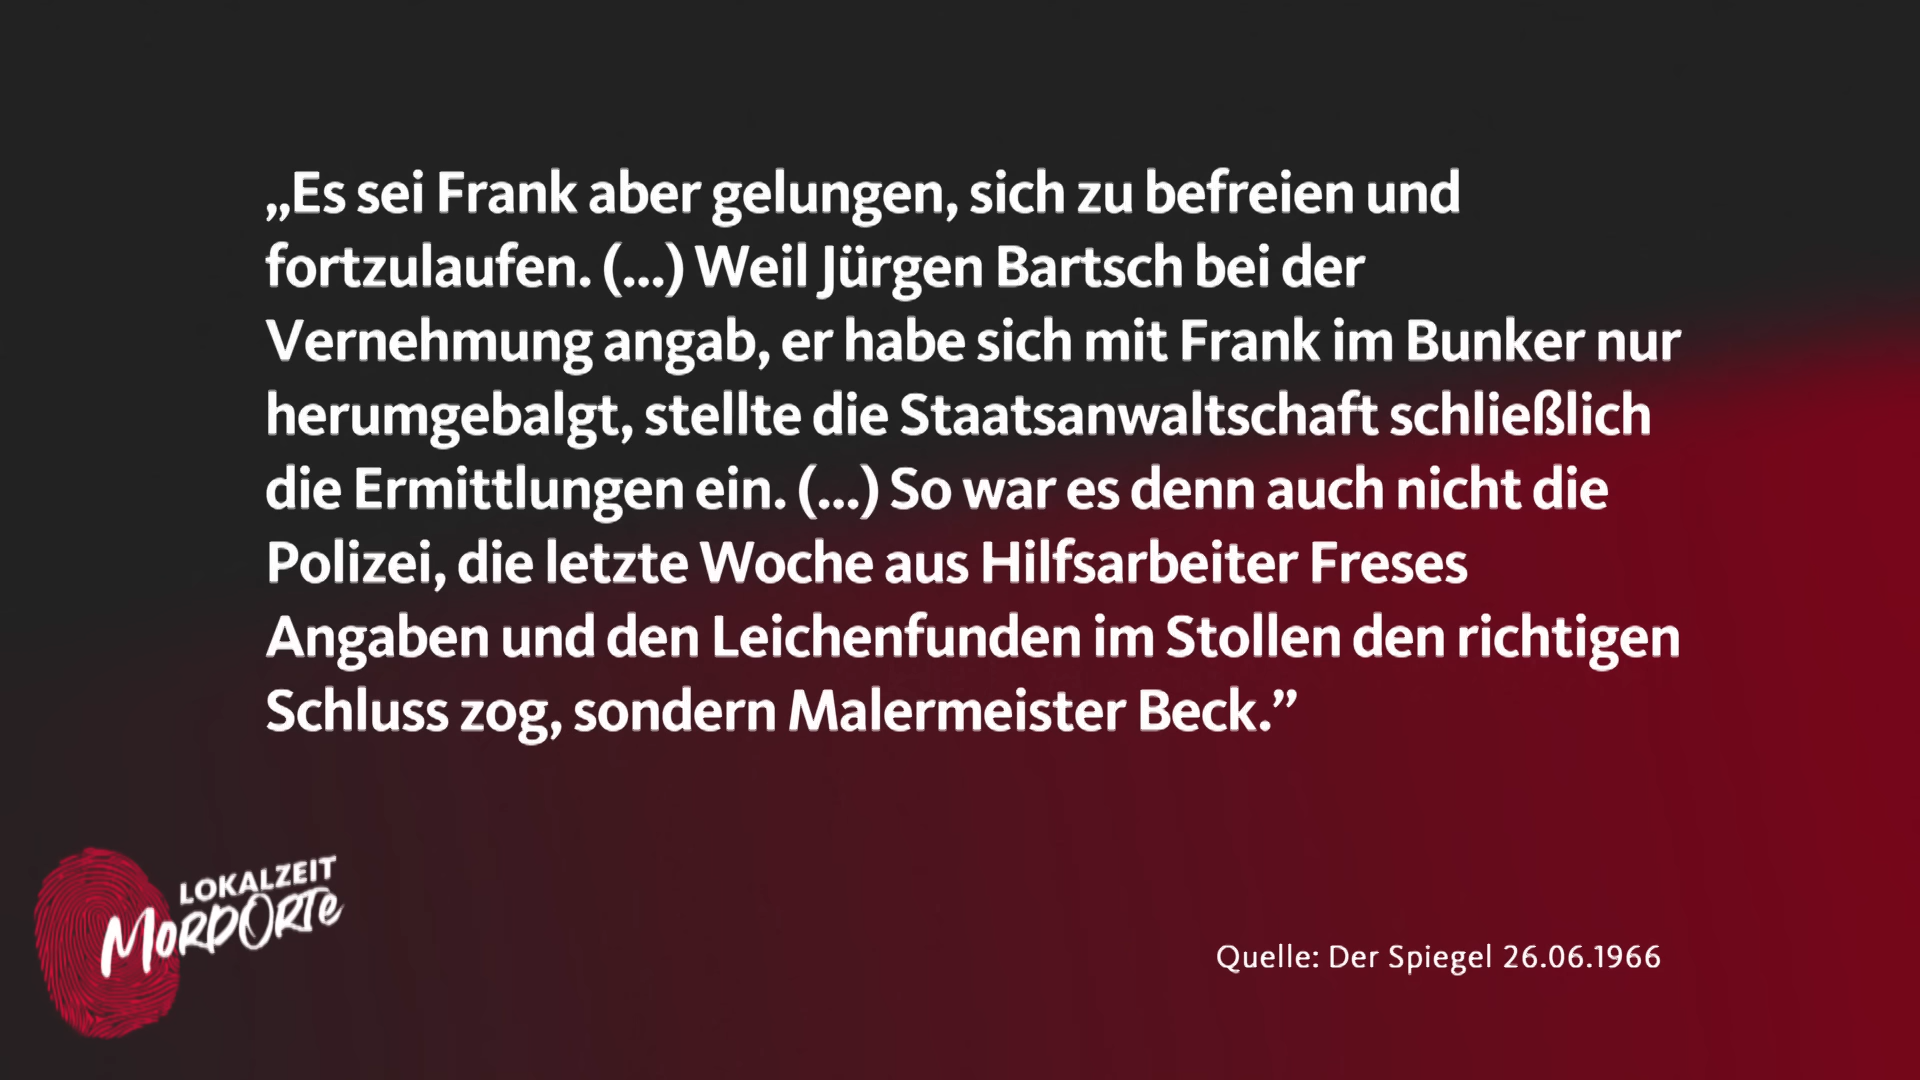 „Es sei Frank aber gelungen, sich zu befreien und
fortzulaufen. (...) Weil Jürgen Bartsch bei der
Vernehmung angab, er habe sich mit Frank im Bunker nur
herumgebalgt, stellte die Staatsanwaltschaft schließlich
die Ermittlungen ein. (...) So war es denn auch nicht die
Polizei, die letzte Woche aus Hilfsarbeiter Freses
Angaben und den Leichenfunden im Stollen den richtigen
Schluss zog, sondern Malermeister Beck.”
LOKALZEIT
MORDORTE
Quelle: Der Spiegel 26.06.1966